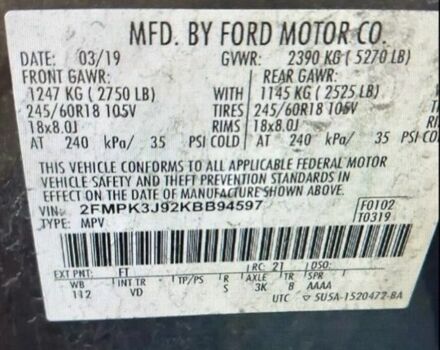 MFD. BY FORD MOTOR CO.
DATE: 03/19 GVWR: 2390 KG ( 5270 LB)
FRONT GAWR: REAR GAWR:
1247 KG ( 2750 LB) WITH 1145 KG ( 2525 LB)
245/60R18 105V TIRES 245/60R18 105V
18x8.0J RIMS 18x8.0J
AT 240 kPa/ 35 PSI COLD AT 240 kPa/ 35 PSI COLD
THIS VEHICLE CONFORMS TO ALL APPLICABLE FEDERAL MOTOR
VEHICLE SAFETY AND THEFT PREVENTION STANDARDS IN
EFFECT ON THE DATE OF MANUFACTURE SHOWN ABOVE.
VIN: 2FMPK3J92KBB94597 F0102
TYPE: MPV T0319
EXT PNT: FT RC: 21 DSO:
WB INT TR TP/PS R AXLE TR SPR
112 VD S 3K 8 AAAA
UTC ▽ 5U5A-1520472-BA